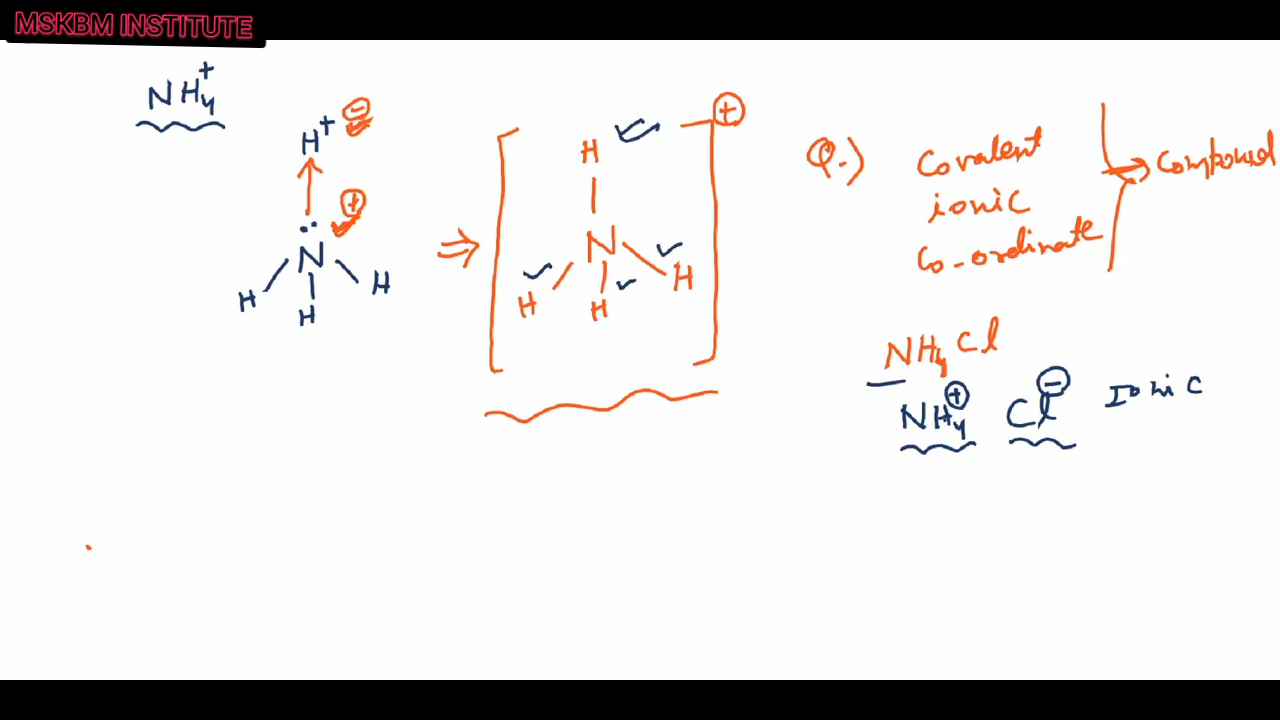 MSKBM INSTITUTE
NH4+
H+ ⊖
⊕
N
H H H
⇒
H
N
H H H
⊕
Q.)
Covalent
ionic
Co-ordinate
→ Compound
NH4Cl
NH4⊕ Cl⊖ Ionic